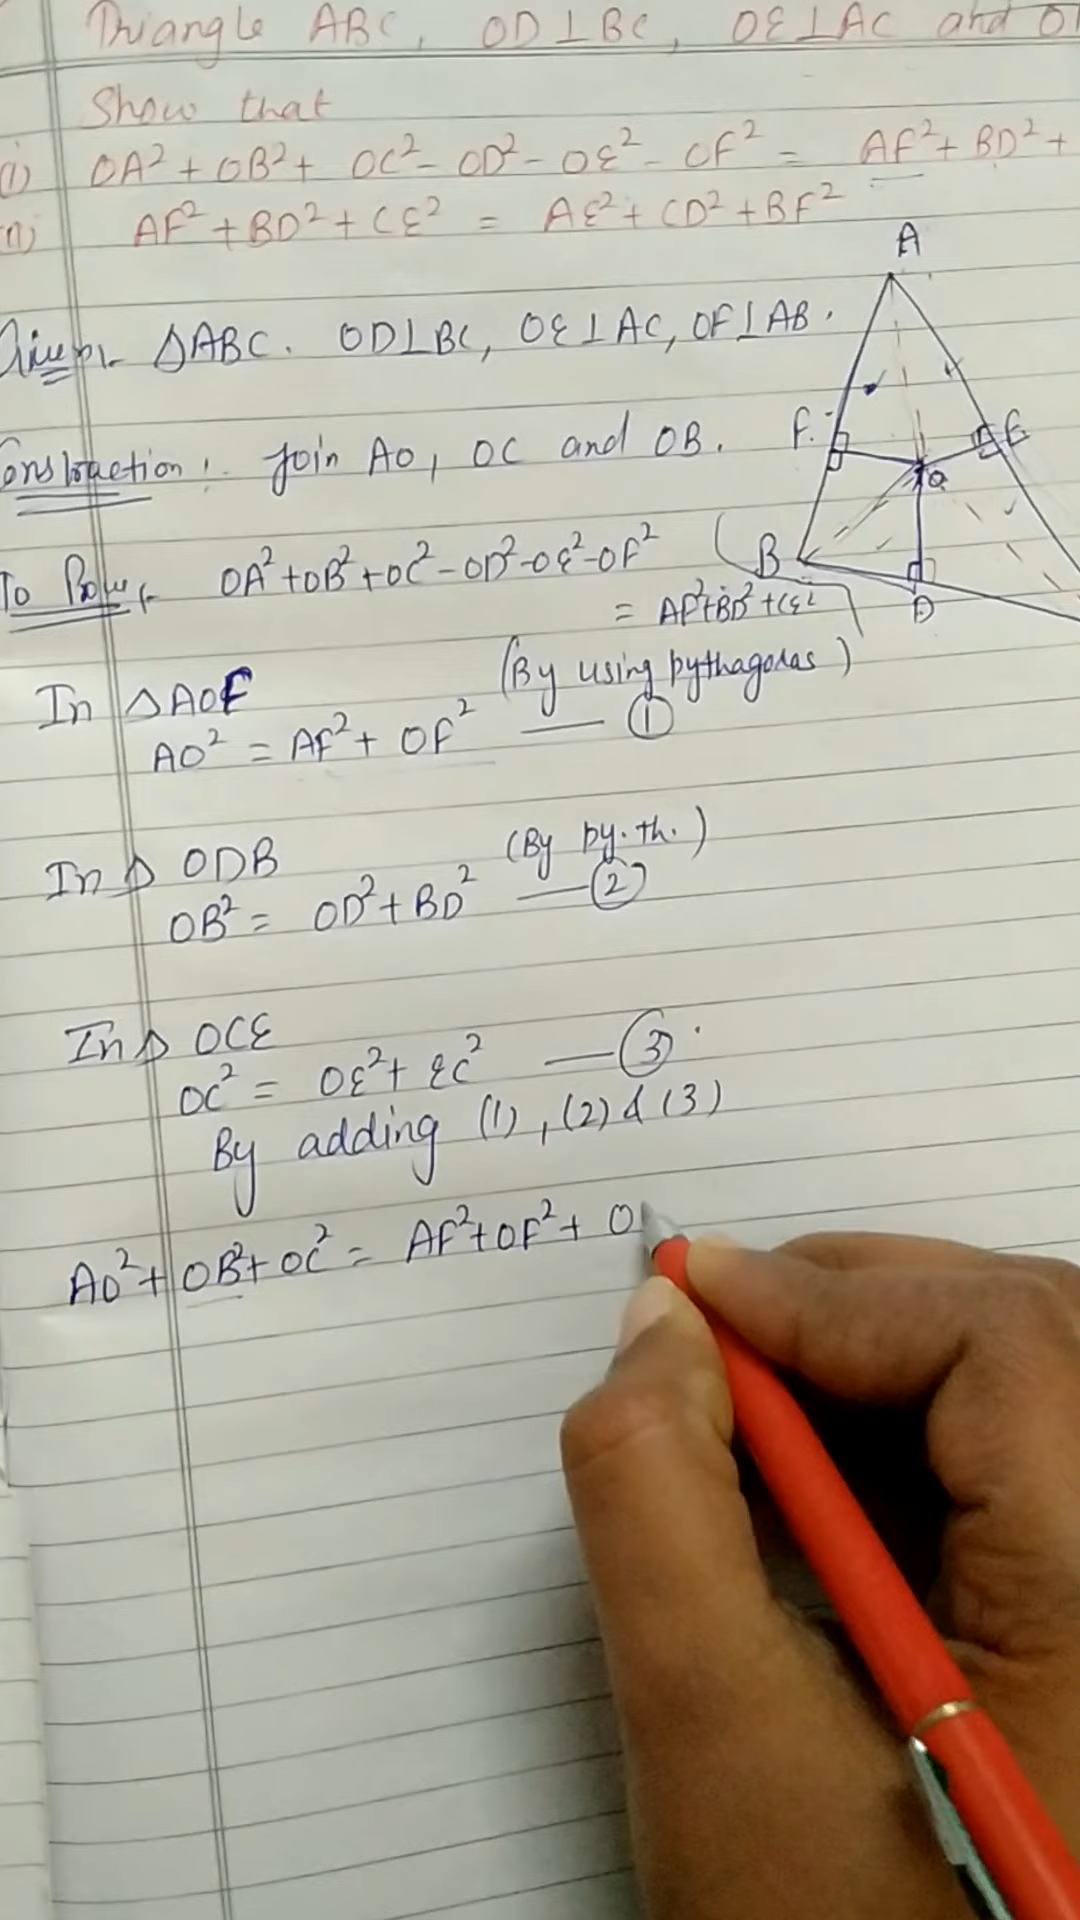 Triangle ABC, OD⊥BC, OE⊥AC and O
Show that
(i) OA²+OB²+ OC²-OD²-OE²-OF² = AF²+BD²+
(ii) AF²+BD²+CE² = AE²+CD²+BF²
A
Given:- △ABC. OD⊥BC, OE⊥AC, OF⊥AB.
F E
Construction:- Join AO, OC and OB.
O
To Prove:- OA²+OB²+OC²-OD²-OE²-OF²
B
= AF²+BD²+CE²
D
In △AOF (By using pythagoras)
AO² = AF²+ OF² — ①
In △ ODB (By py.th.)
OB² = OD²+BD² — ②
In △ OCE
OC² = OE²+ EC² — ③
By adding (1), (2) & (3)
AO²+OB²+OC² = AF²+OF²+ O